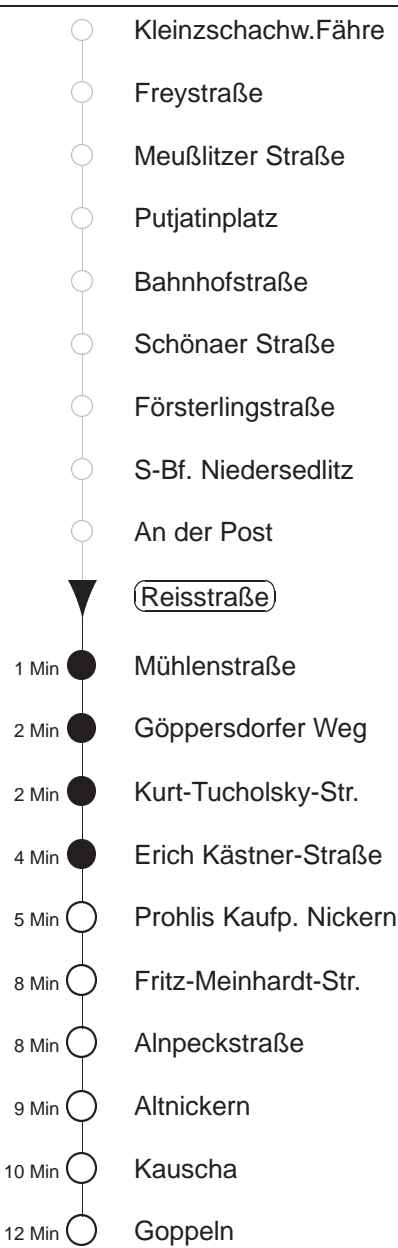 Kleinzschachw.Fähre
Freystraße
Meußlitzer Straße
Putjatinplatz
Bahnhofstraße
Schönaer Straße
Försterlingstraße
S-Bf. Niedersedlitz
An der Post
Reisstraße
1 Min Mühlenstraße
2 Min Göppersdorfer Weg
2 Min Kurt-Tucholsky-Str.
4 Min Erich Kästner-Straße
5 Min Prohlis Kaufp. Nickern
8 Min Fritz-Meinhardt-Str.
8 Min Alnpeckstraße
9 Min Altnickern
10 Min Kauscha
12 Min Goppeln